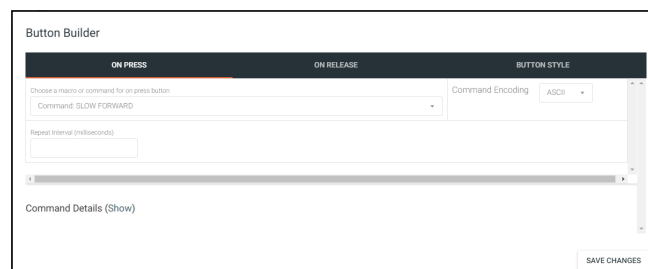 Button Builder
ON PRESS ON RELEASE BUTTON STYLE
Choose a macro or command for on press button
Command: SLOW FORWARD
Command Encoding ASCII
Repeat Interval (milliseconds)
Command Details (Show)
SAVE CHANGES